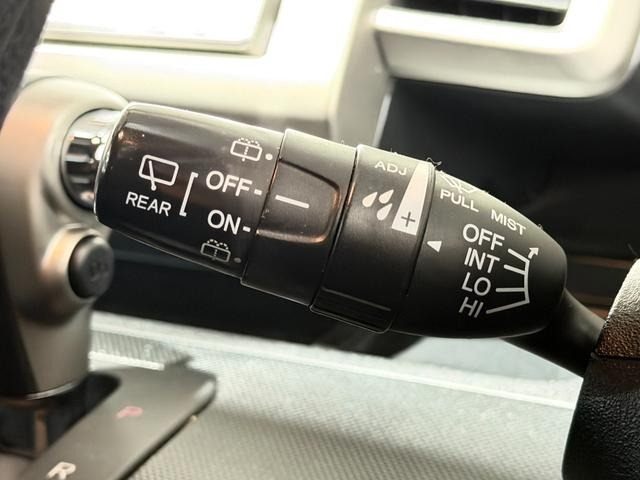 REAR
OFF
ON
ADJ
+
PULL MIST
OFF
INT
LO
HI
P
R